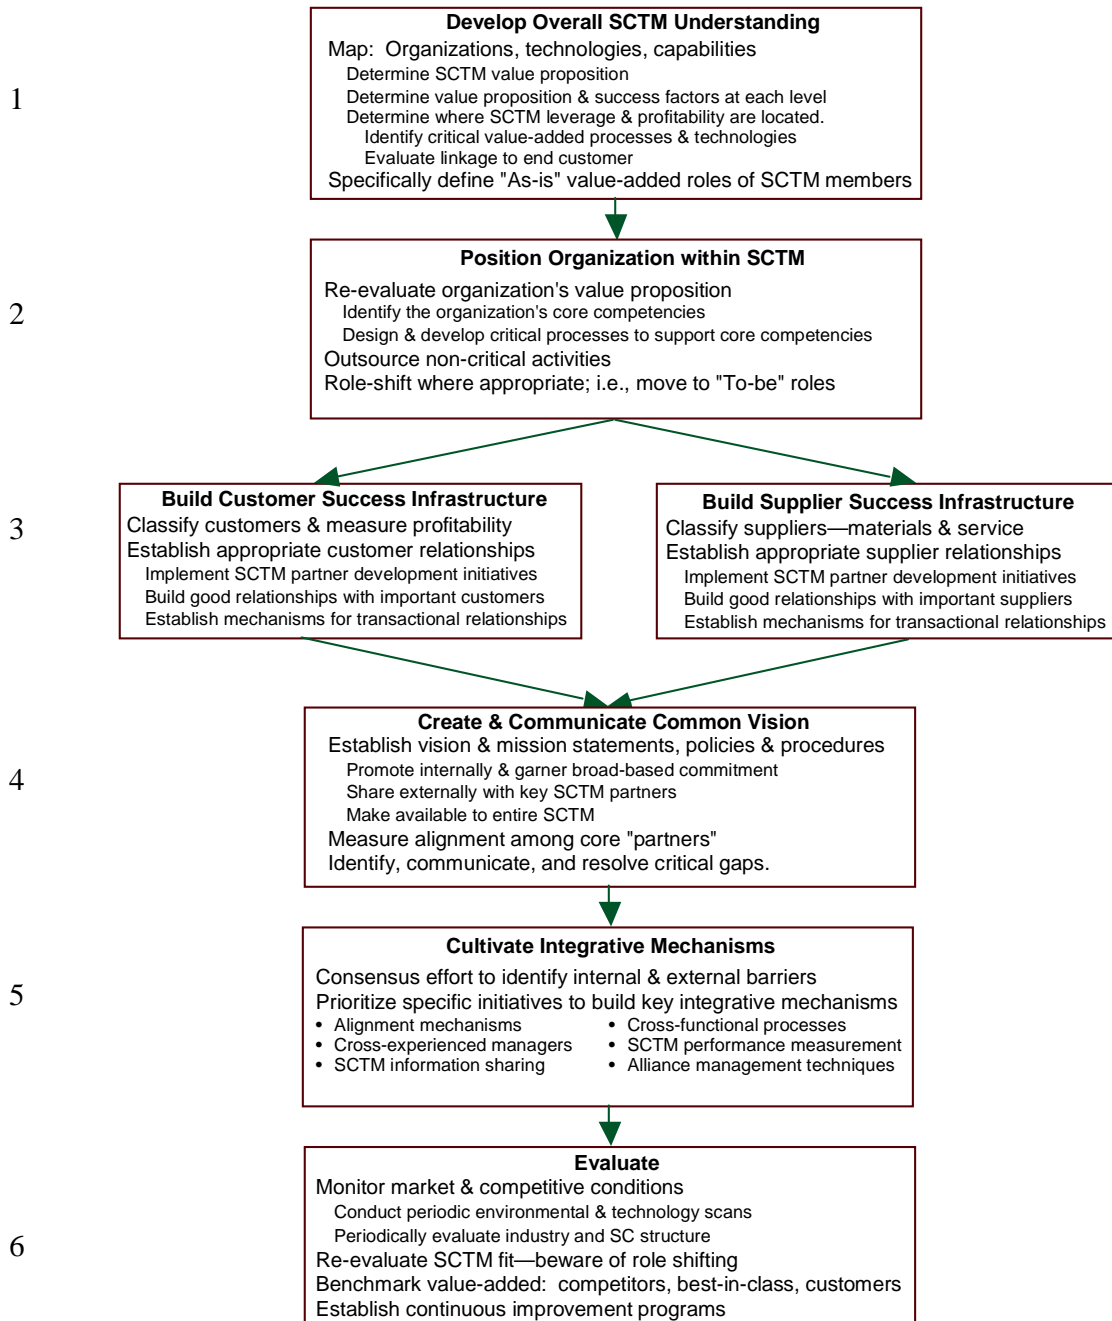 Develop Overall SCTM Understanding
Map: Organizations, technologies, capabilities
Determine SCTM value proposition
1
Determine value proposition & success factors at each level
Determine where SCTM leverage & profitability are located.
Identify critical value-added processes & technologies
Evaluate linkage to end customer
Specifically define "As-is" value-added roles of SCTM members
Position Organization within SCTM
Re-evaluate organization's value proposition
2
Identify the organization's core competencies
Design & develop critical processes to support core competencies
Outsource non-critical activities
Role-shift where appropriate; i.e., move to "To-be" roles
3
Build Customer Success Infrastructure
Classify customers & measure profitability
Establish appropriate customer relationships
Implement SCTM partner development initiatives
Build good relationships with important customers
Establish mechanisms for transactional relationships
Build Supplier Success Infrastructure
Classify suppliers—materials & service
Establish appropriate supplier relationships
Implement SCTM partner development initiatives
Build good relationships with important suppliers
Establish mechanisms for transactional relationships
Create & Communicate Common Vision
Establish vision & mission statements, policies & procedures
4
Promote internally & garner broad-based commitment
Share externally with key SCTM partners
Make available to entire SCTM
Measure alignment among core "partners"
Identify, communicate, and resolve critical gaps.
Cultivate Integrative Mechanisms
Consensus effort to identify internal & external barriers
5
Prioritize specific initiatives to build key integrative mechanisms
• Alignment mechanisms
• Cross-experienced managers
• SCTM information sharing
• Cross-functional processes
• SCTM performance measurement
• Alliance management techniques
Evaluate
Monitor market & competitive conditions
Conduct periodic environmental & technology scans
Periodically evaluate industry and SC structure
6
Re-evaluate SCTM fit—beware of role shifting
Benchmark value-added: competitors, best-in-class, customers
Establish continuous improvement programs